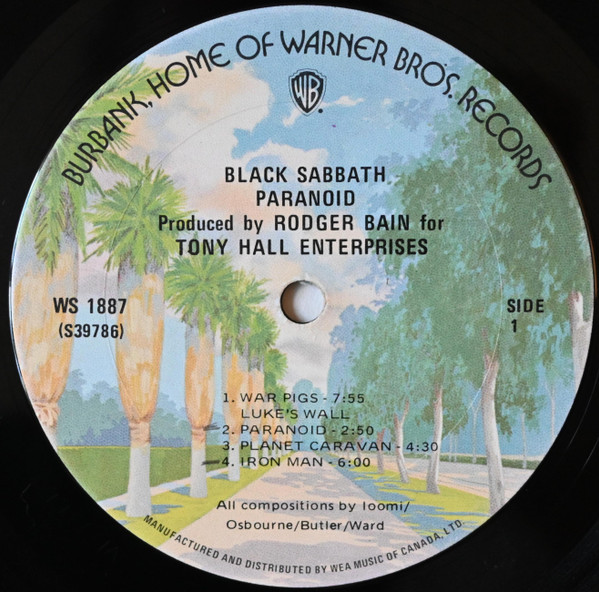 BURBANK, HOME OF WARNER BROS. RECORDS
WB
BLACK SABBATH
PARANOID
Produced by RODGER BAIN for
TONY HALL ENTERPRISES
WS 1887
(S39786)
SIDE
1
1. WAR PIGS - 7:55
LUKE'S WALL
2. PARANOID - 2:50
3. PLANET CARAVAN - 4:30
4. IRON MAN - 6:00
All compositions by Ioomi/
Osbourne/Butler/Ward
MANUFACTURED AND DISTRIBUTED BY WEA MUSIC OF CANADA, LTD.